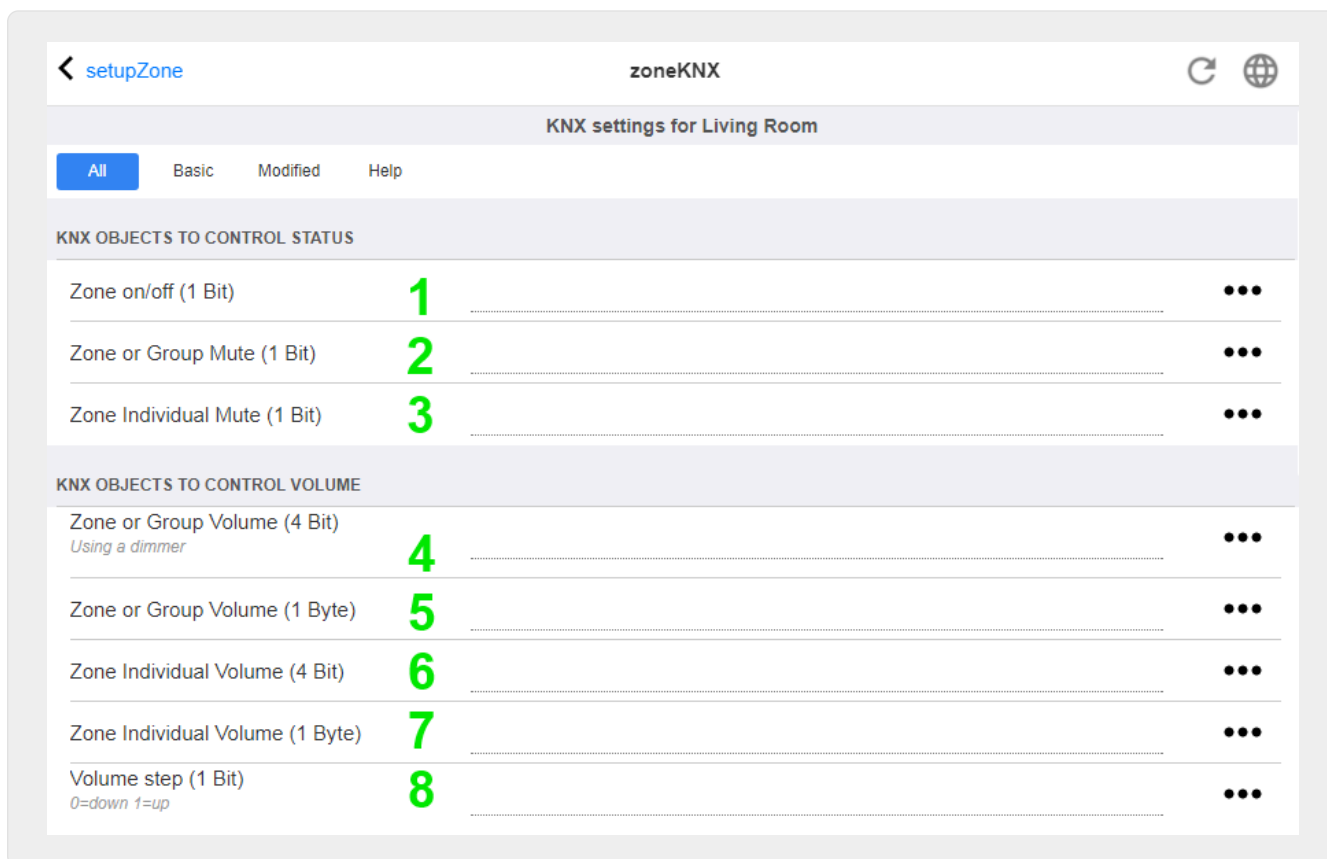 setupZone zoneKNX
KNX settings for Living Room
All Basic Modified Help
KNX OBJECTS TO CONTROL STATUS
Zone on/off (1 Bit) 1
Zone or Group Mute (1 Bit) 2
Zone Individual Mute (1 Bit) 3
KNX OBJECTS TO CONTROL VOLUME
Zone or Group Volume (4 Bit)
Using a dimmer 4
Zone or Group Volume (1 Byte) 5
Zone Individual Volume (4 Bit) 6
Zone Individual Volume (1 Byte) 7
Volume step (1 Bit) 8
0=down 1=up